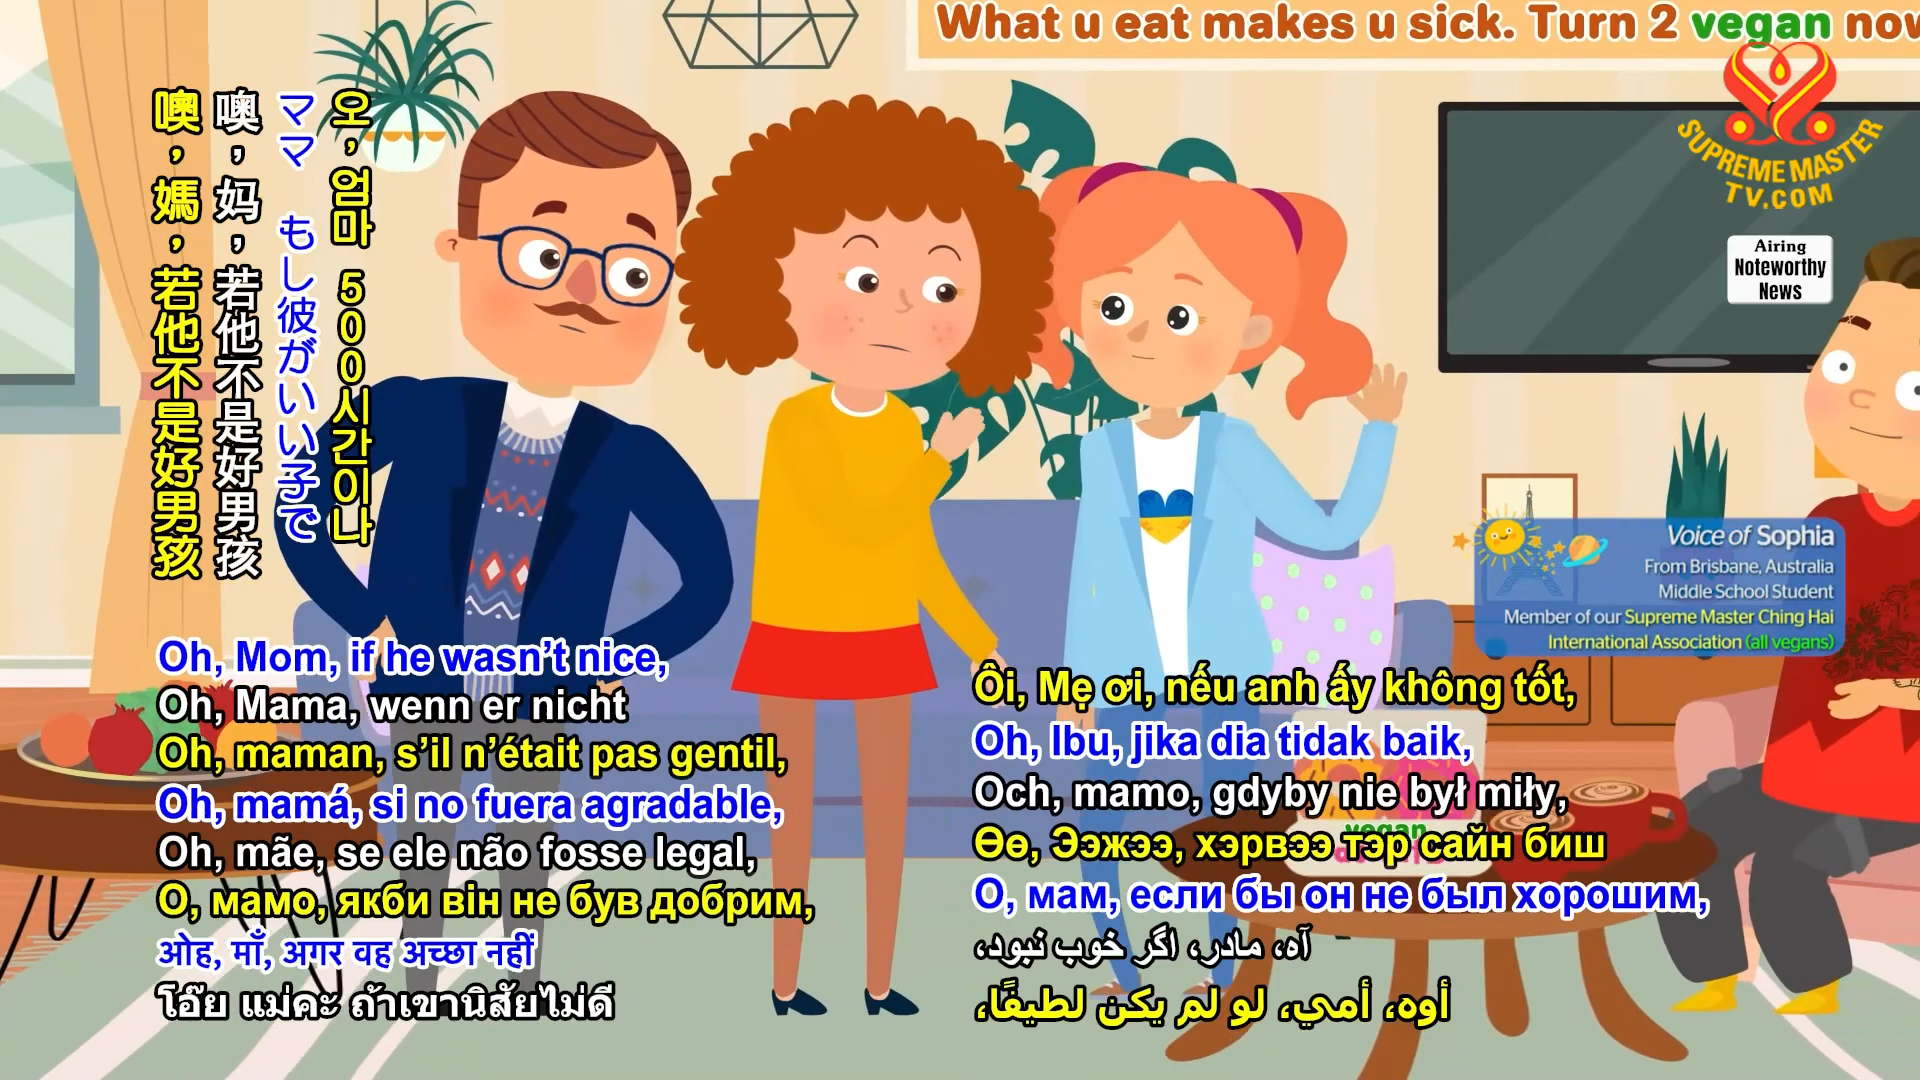 What u eat makes u sick. Turn 2 vegan now
SUPREME MASTER
TV.COM
Airing
Noteworthy
News
噢，媽，若他不是好男孩
噢，妈，若他不是好男孩
ママ もし彼がいい子で
오, 엄마 500시간이나
Voice of Sophia
From Brisbane, Australia
Middle School Student
Member of our Supreme Master Ching Hai
International Association (all vegans)
Oh, Mom, if he wasn't nice,
Oh, Mama, wenn er nicht
Oh, maman, s'il n'était pas gentil,
Oh, mamá, si no fuera agradable,
Oh, mãe, se ele não fosse legal,
О, мамо, якби він не був добрим,
ओह, माँ, अगर वह अच्छा नहीं
โอ๊ย แม่คะ ถ้าเขานิสัยไม่ดี
Ôi, Mẹ ơi, nếu anh ấy không tốt,
Oh, Ibu, jika dia tidak baik,
Och, mamo, gdyby nie był miły,
vegan
Өө, Ээжээ, хэрвээ тэр сайн биш
О, мам, если бы он не был хорошим,
آه، مادر، اگر خوب نبود،
أوه، أمي، لو لم يكن لطيفًا،